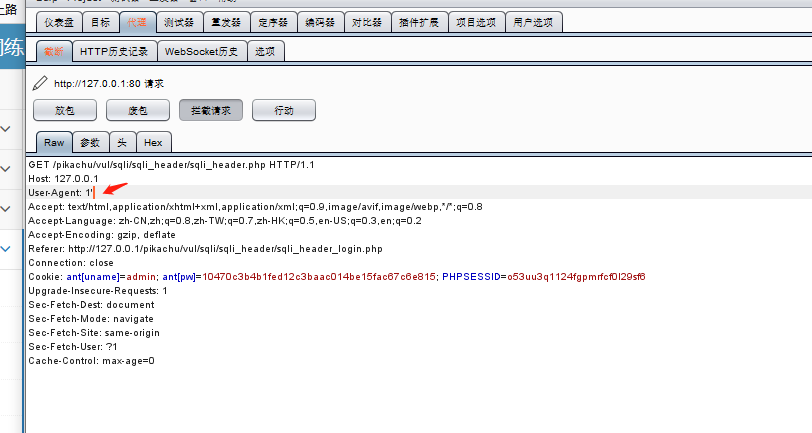 上路
训练
仪表盘 目标 代理 测试器 重发器 定序器 编码器 对比器 插件扩展 项目选项 用户选项
截断 HTTP历史记录 WebSocket历史 选项
http://127.0.0.1:80 请求
放包 废包 拦截请求 行动
Raw 参数 头 Hex
GET /pikachu/vul/sqli/sqli_header/sqli_header.php HTTP/1.1
Host: 127.0.0.1
User-Agent: 1'
Accept: text/html,application/xhtml+xml,application/xml;q=0.9,image/avif,image/webp,*/*;q=0.8
Accept-Language: zh-CN,zh;q=0.8,zh-TW;q=0.7,zh-HK;q=0.5,en-US;q=0.3,en;q=0.2
Accept-Encoding: gzip, deflate
Referer: http://127.0.0.1/pikachu/vul/sqli/sqli_header/sqli_header_login.php
Connection: close
Cookie: ant[uname]=admin; ant[pw]=10470c3b4b1fed12c3baac014be15fac67c6e815; PHPSESSID=o53uu3q1124fgpmrfcf0l29sf6
Upgrade-Insecure-Requests: 1
Sec-Fetch-Dest: document
Sec-Fetch-Mode: navigate
Sec-Fetch-Site: same-origin
Sec-Fetch-User: ?1
Cache-Control: max-age=0